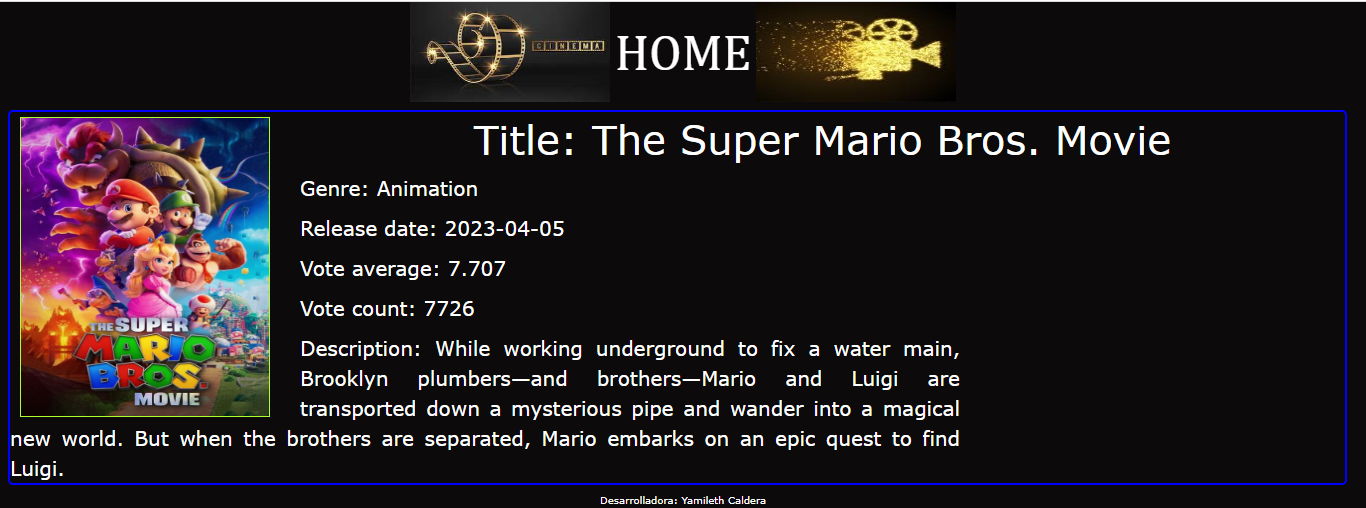 CINEMA
HOME
Title: The Super Mario Bros. Movie
Genre: Animation
Release date: 2023-04-05
Vote average: 7.707
Vote count: 7726
Description: While working underground to fix a water main,
Brooklyn plumbers—and brothers—Mario and Luigi are
transported down a mysterious pipe and wander into a magical
new world. But when the brothers are separated, Mario embarks on an epic quest to find
Luigi.
THE SUPER
MARIO
BROS.
MOVIE
Desarrolladora: Yamileth Caldera